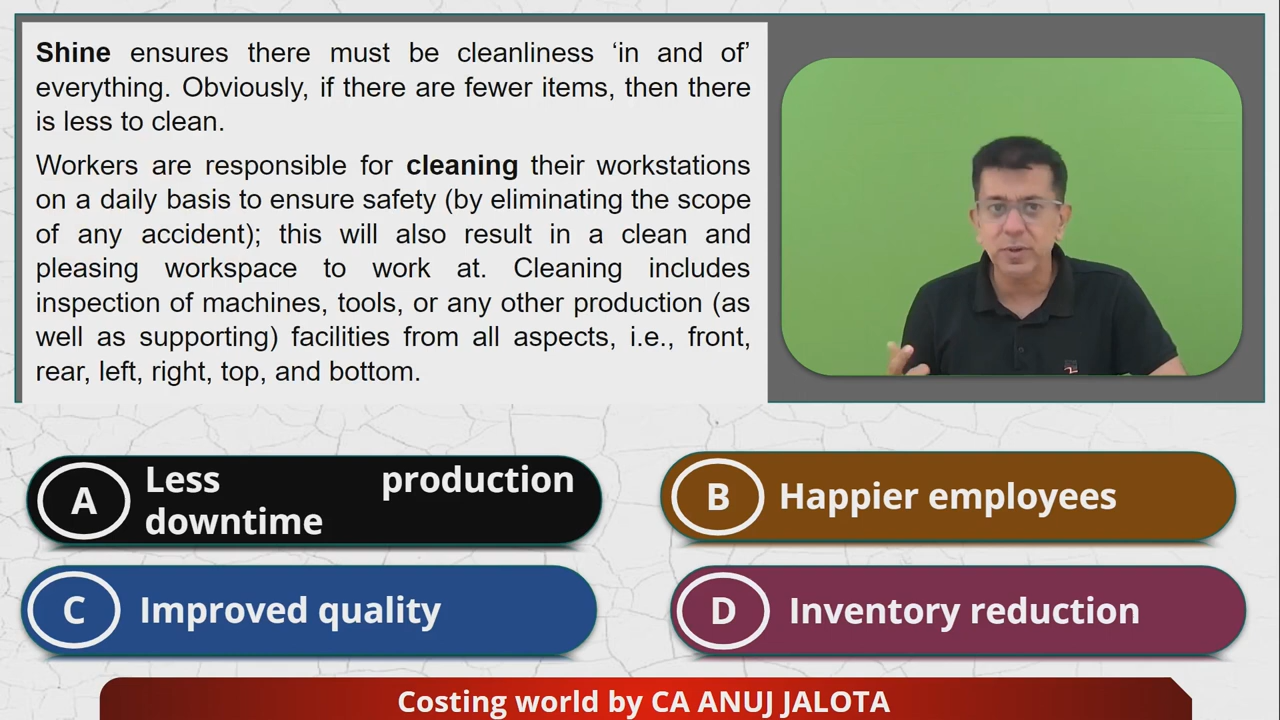 Shine ensures there must be cleanliness ‘in and of’
everything. Obviously, if there are fewer items, then there
is less to clean.
Workers are responsible for cleaning their workstations
on a daily basis to ensure safety (by eliminating the scope
of any accident); this will also result in a clean and
pleasing workspace to work at. Cleaning includes
inspection of machines, tools, or any other production (as
well as supporting) facilities from all aspects, i.e., front,
rear, left, right, top, and bottom.
A
Less production
downtime
B
Happier employees
C
Improved quality
D
Inventory reduction
Costing world by CA ANUJ JALOTA